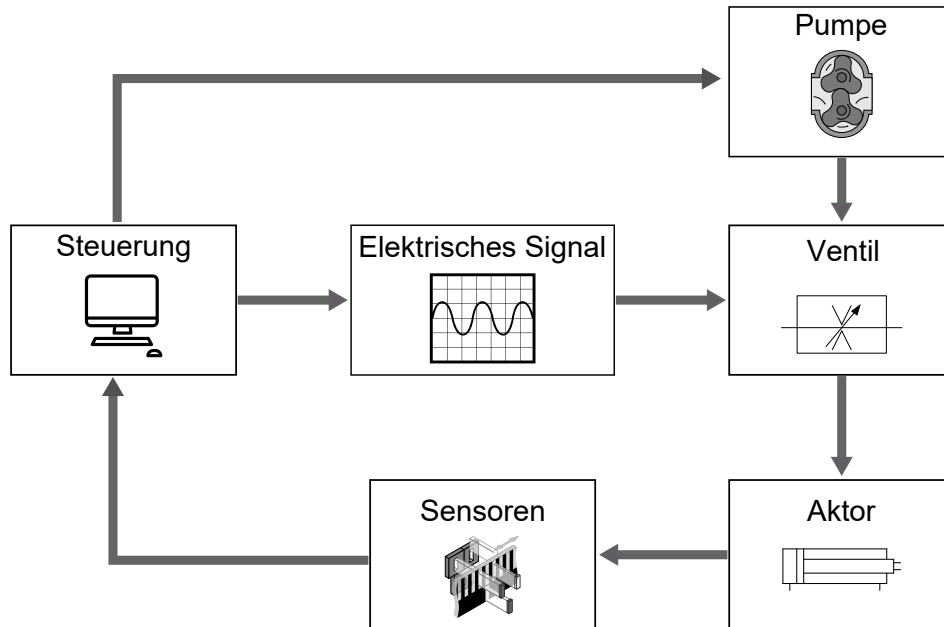 Pumpe
Steuerung
Elektrisches Signal
Ventil
Sensoren
Aktor